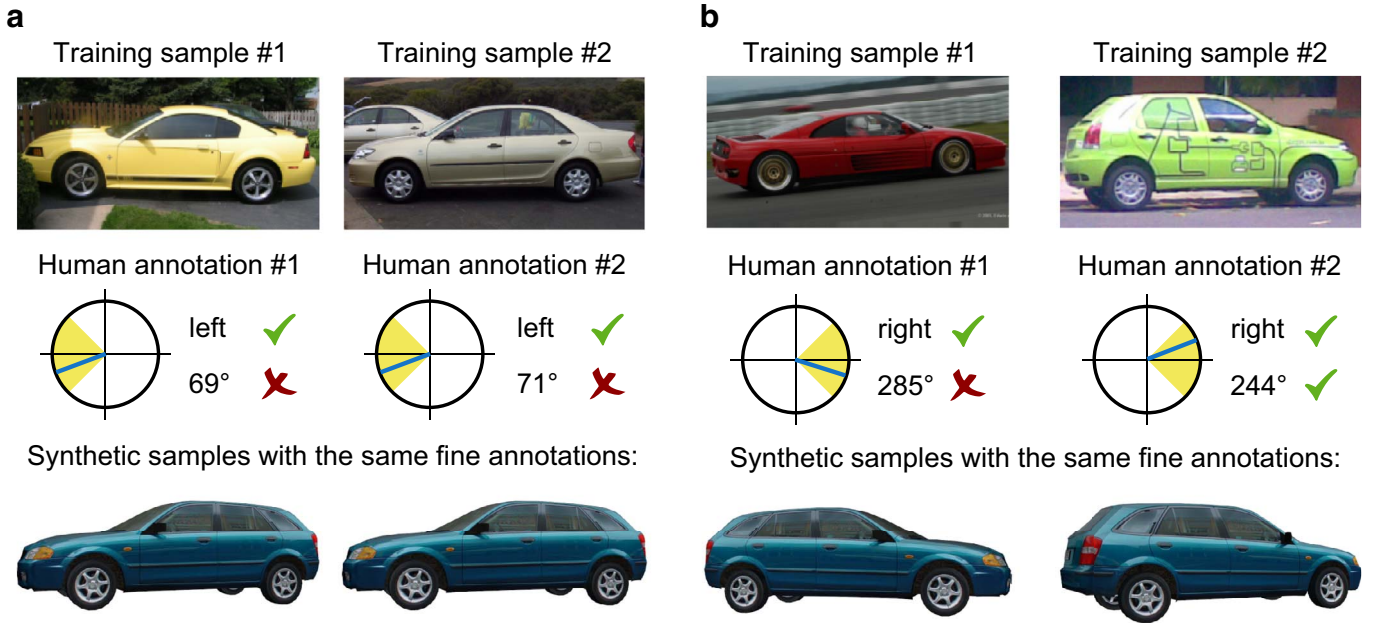 a
Training sample #1
Training sample #2
Human annotation #1
Human annotation #2
left
69°
left
71°
Synthetic samples with the same fine annotations:
b
Training sample #1
Training sample #2
Human annotation #1
Human annotation #2
right
285°
right
244°
Synthetic samples with the same fine annotations: